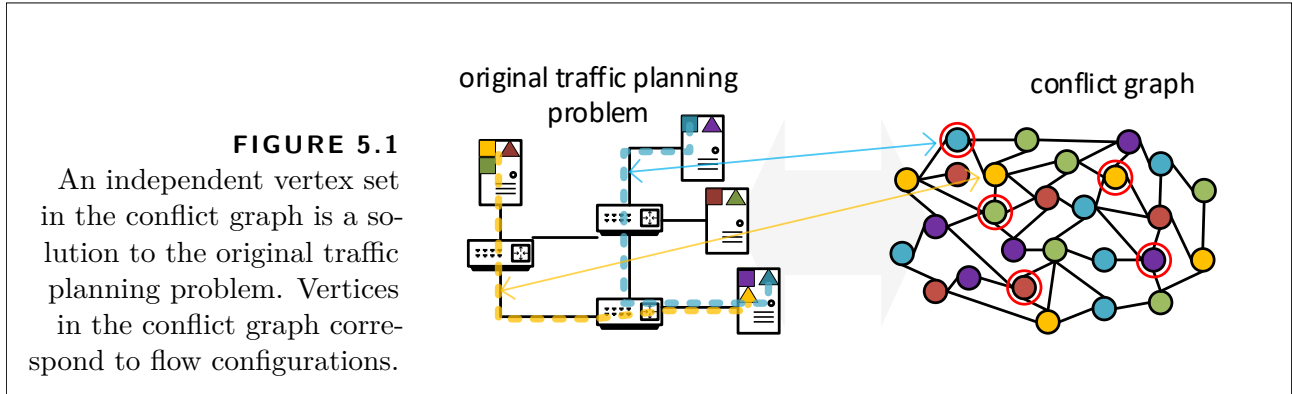 FIGURE 5.1
An independent vertex set
in the conflict graph is a so-
lution to the original traffic
planning problem. Vertices
in the conflict graph corre-
spond to flow configurations.
original traffic planning
problem
conflict graph